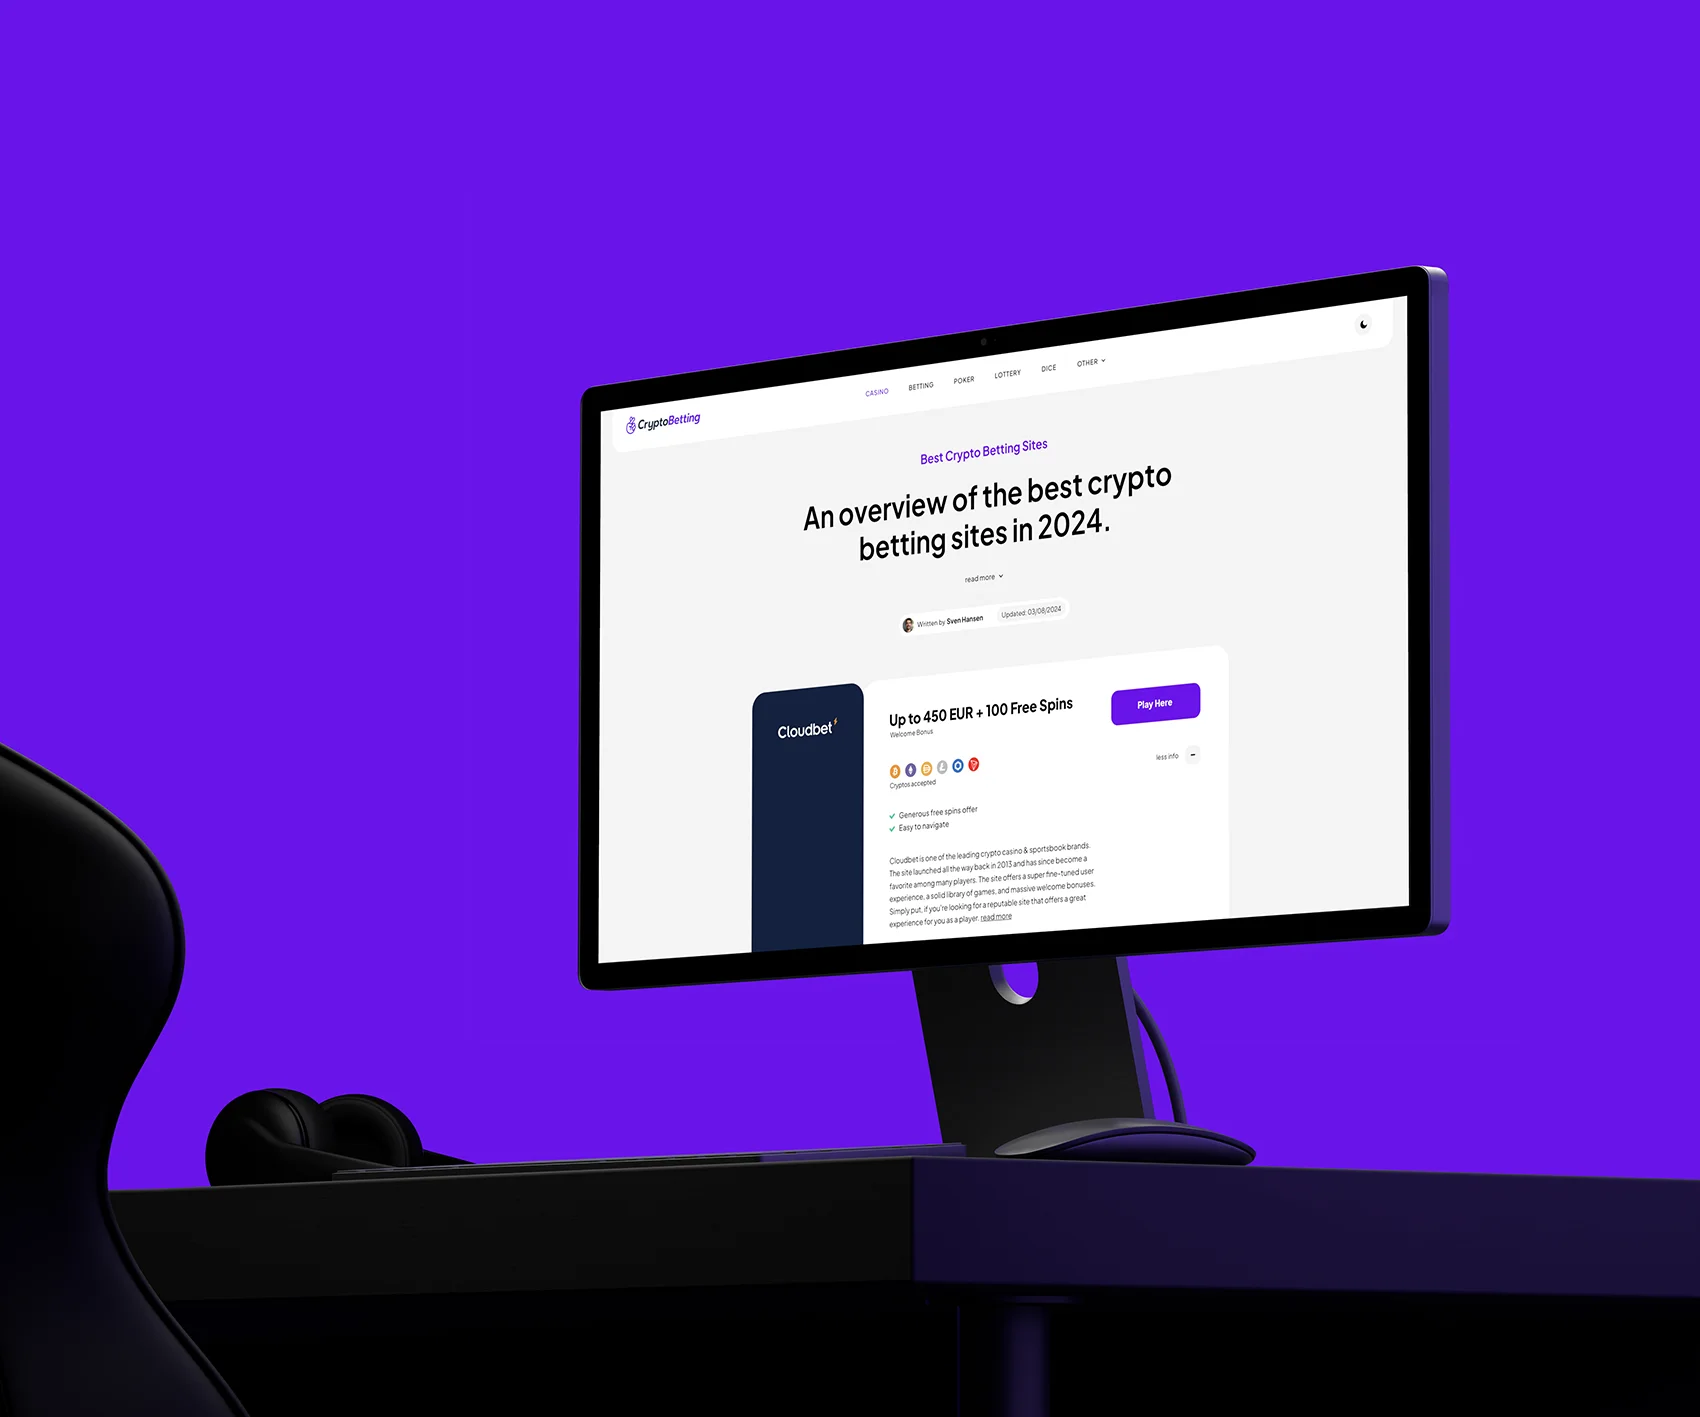 CryptoBetting
CASINO BETTING POKER LOTTERY DICE OTHER
Best Crypto Betting Sites
An overview of the best crypto
betting sites in 2024.
read more
Written by Sven Hansen Updated: 03/08/2024
Cloudbet
Up to 450 EUR + 100 Free Spins
Welcome Bonus
Play Here
less info
Cryptos accepted
Generous free spins offer
Easy to navigate
Cloudbet is one of the leading crypto casino & sportsbook brands.
The site launched all the way back in 2013 and has since become a
favorite among many players. The site offers a super fine-tuned user
experience, a solid library of games, and massive welcome bonuses.
Simply put, if you're looking for a reputable site that offers a great
experience for you as a player. read more